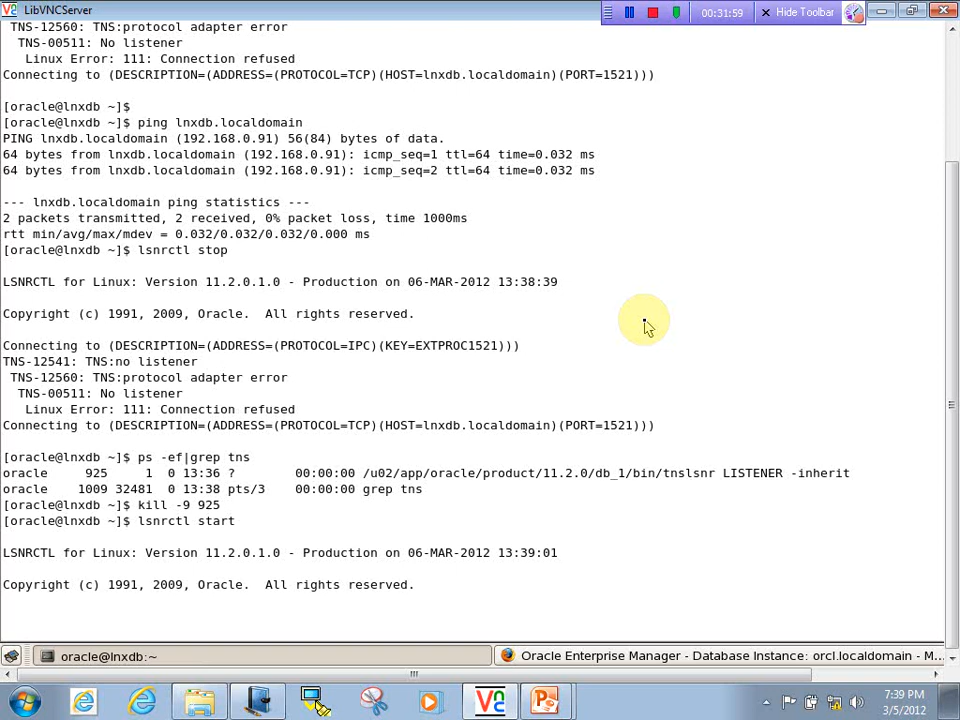 LibVNCServer
00:31:59
Hide Toolbar
TNS-12560: TNS:protocol adapter error
TNS-00511: No listener
Linux Error: 111: Connection refused
Connecting to (DESCRIPTION=(ADDRESS=(PROTOCOL=TCP)(HOST=lnxdb.localdomain)(PORT=1521)))
[oracle@lnxdb ~]$
[oracle@lnxdb ~]$ ping lnxdb.localdomain
PING lnxdb.localdomain (192.168.0.91) 56(84) bytes of data.
64 bytes from lnxdb.localdomain (192.168.0.91): icmp_seq=1 ttl=64 time=0.032 ms
64 bytes from lnxdb.localdomain (192.168.0.91): icmp_seq=2 ttl=64 time=0.032 ms
--- lnxdb.localdomain ping statistics ---
2 packets transmitted, 2 received, 0% packet loss, time 1000ms
rtt min/avg/max/mdev = 0.032/0.032/0.032/0.000 ms
[oracle@lnxdb ~]$ lsnrctl stop
LSNRCTL for Linux: Version 11.2.0.1.0 - Production on 06-MAR-2012 13:38:39
Copyright (c) 1991, 2009, Oracle.  All rights reserved.
Connecting to (DESCRIPTION=(ADDRESS=(PROTOCOL=IPC)(KEY=EXTPROC1521)))
TNS-12541: TNS:no listener
TNS-12560: TNS:protocol adapter error
TNS-00511: No listener
Linux Error: 111: Connection refused
Connecting to (DESCRIPTION=(ADDRESS=(PROTOCOL=TCP)(HOST=lnxdb.localdomain)(PORT=1521)))
[oracle@lnxdb ~]$ ps -ef|grep tns
oracle     925     1  0 13:36 ?        00:00:00 /u02/app/oracle/product/11.2.0/db_1/bin/tnslsnr LISTENER -inherit
oracle    1009 32481  0 13:38 pts/3    00:00:00 grep tns
[oracle@lnxdb ~]$ kill -9 925
[oracle@lnxdb ~]$ lsnrctl start
LSNRCTL for Linux: Version 11.2.0.1.0 - Production on 06-MAR-2012 13:39:01
Copyright (c) 1991, 2009, Oracle.  All rights reserved.
oracle@lnxdb:~
Oracle Enterprise Manager - Database Instance: orcl.localdomain - M...
7:39 PM
3/5/2012